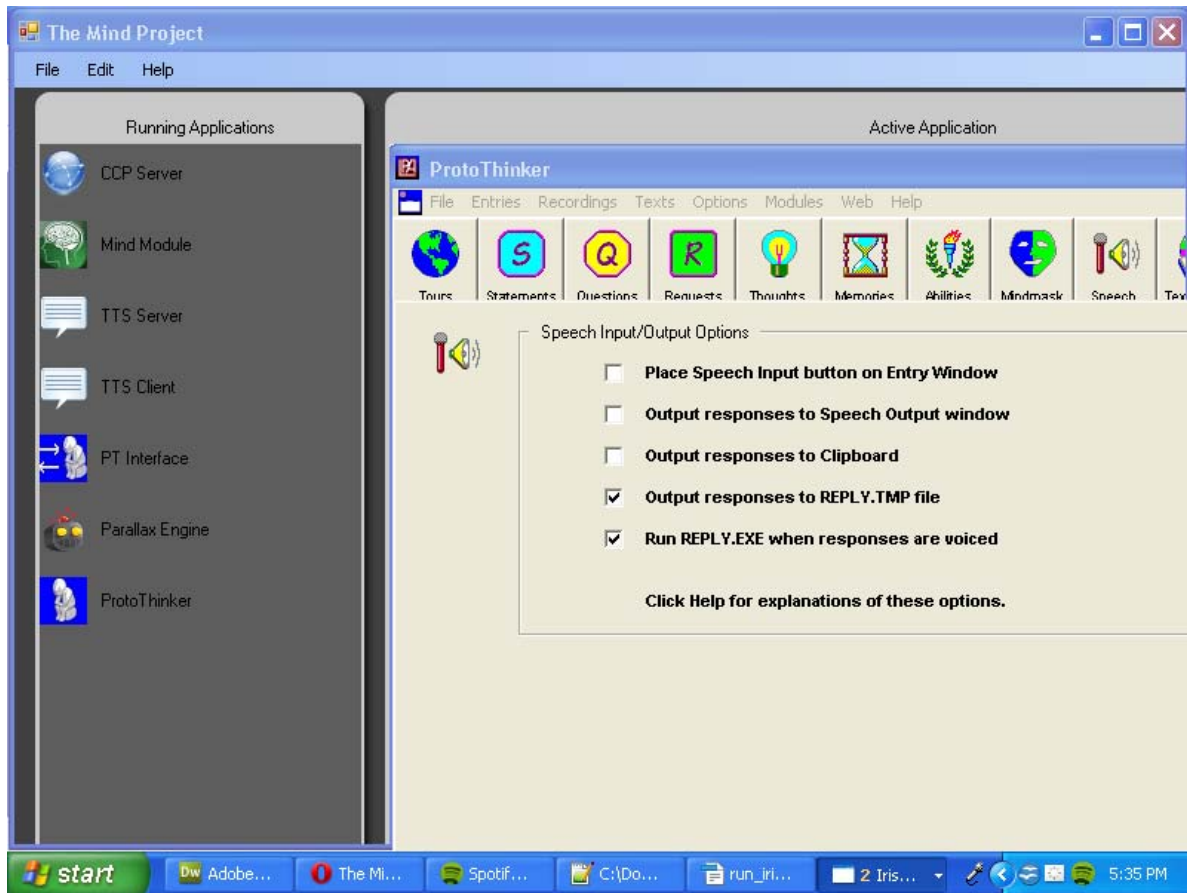 The Mind Project
File Edit Help
Running Applications
CCP Server
Mind Module
TTS Server
TTS Client
PT Interface
Parallax Engine
ProtoThinker
Active Application
ProtoThinker
File Entries Recordings Texts Options Modules Web Help
S Q R
Tours Statements Questions Requests Thoughts Memories Abilities Mindmask Speech Tex
Speech Input/Output Options
Place Speech Input button on Entry Window
Output responses to Speech Output window
Output responses to Clipboard
Output responses to REPLY.TMP file
Run REPLY.EXE when responses are voiced
Click Help for explanations of these options.
start Dw Adobe... The Mi... Spotif... C:\Do... run_iri... 2 Iris... 5:35 PM